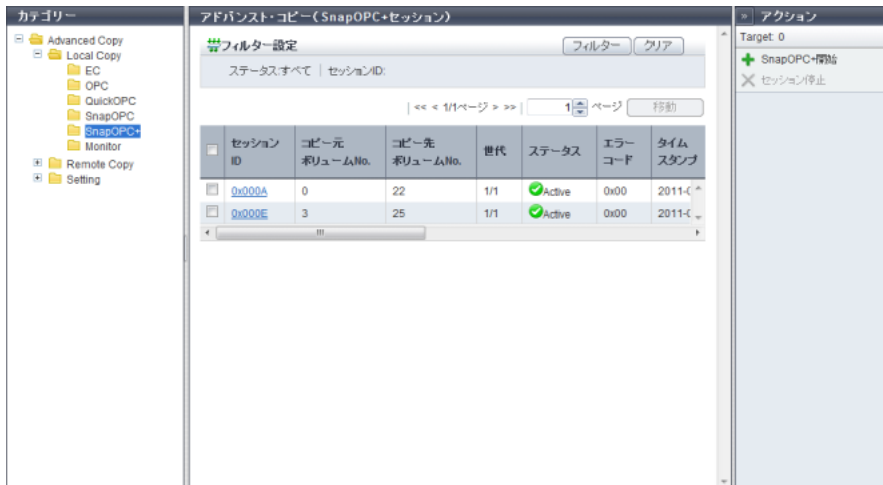 カテゴリー
Advanced Copy
Local Copy
EC
OPC
QuickOPC
SnapOPC
SnapOPC+
Monitor
Remote Copy
Setting
アドバンスト・コピー(SnapOPC+セッション)
フィルター設定
フィルター クリア
ステータス:すべて | セッションID:
| << < 1/1ページ > >> | 1 ページ 移動
セッションID コピー元ボリュームNo. コピー先ボリュームNo. 世代 ステータス エラーコード タイムスタンプ
0x000A 0 22 1/1 Active 0x00
0x000E 3 25 1/1 Active 0x00
» アクション
Target: 0
SnapOPC+開始
セッション停止